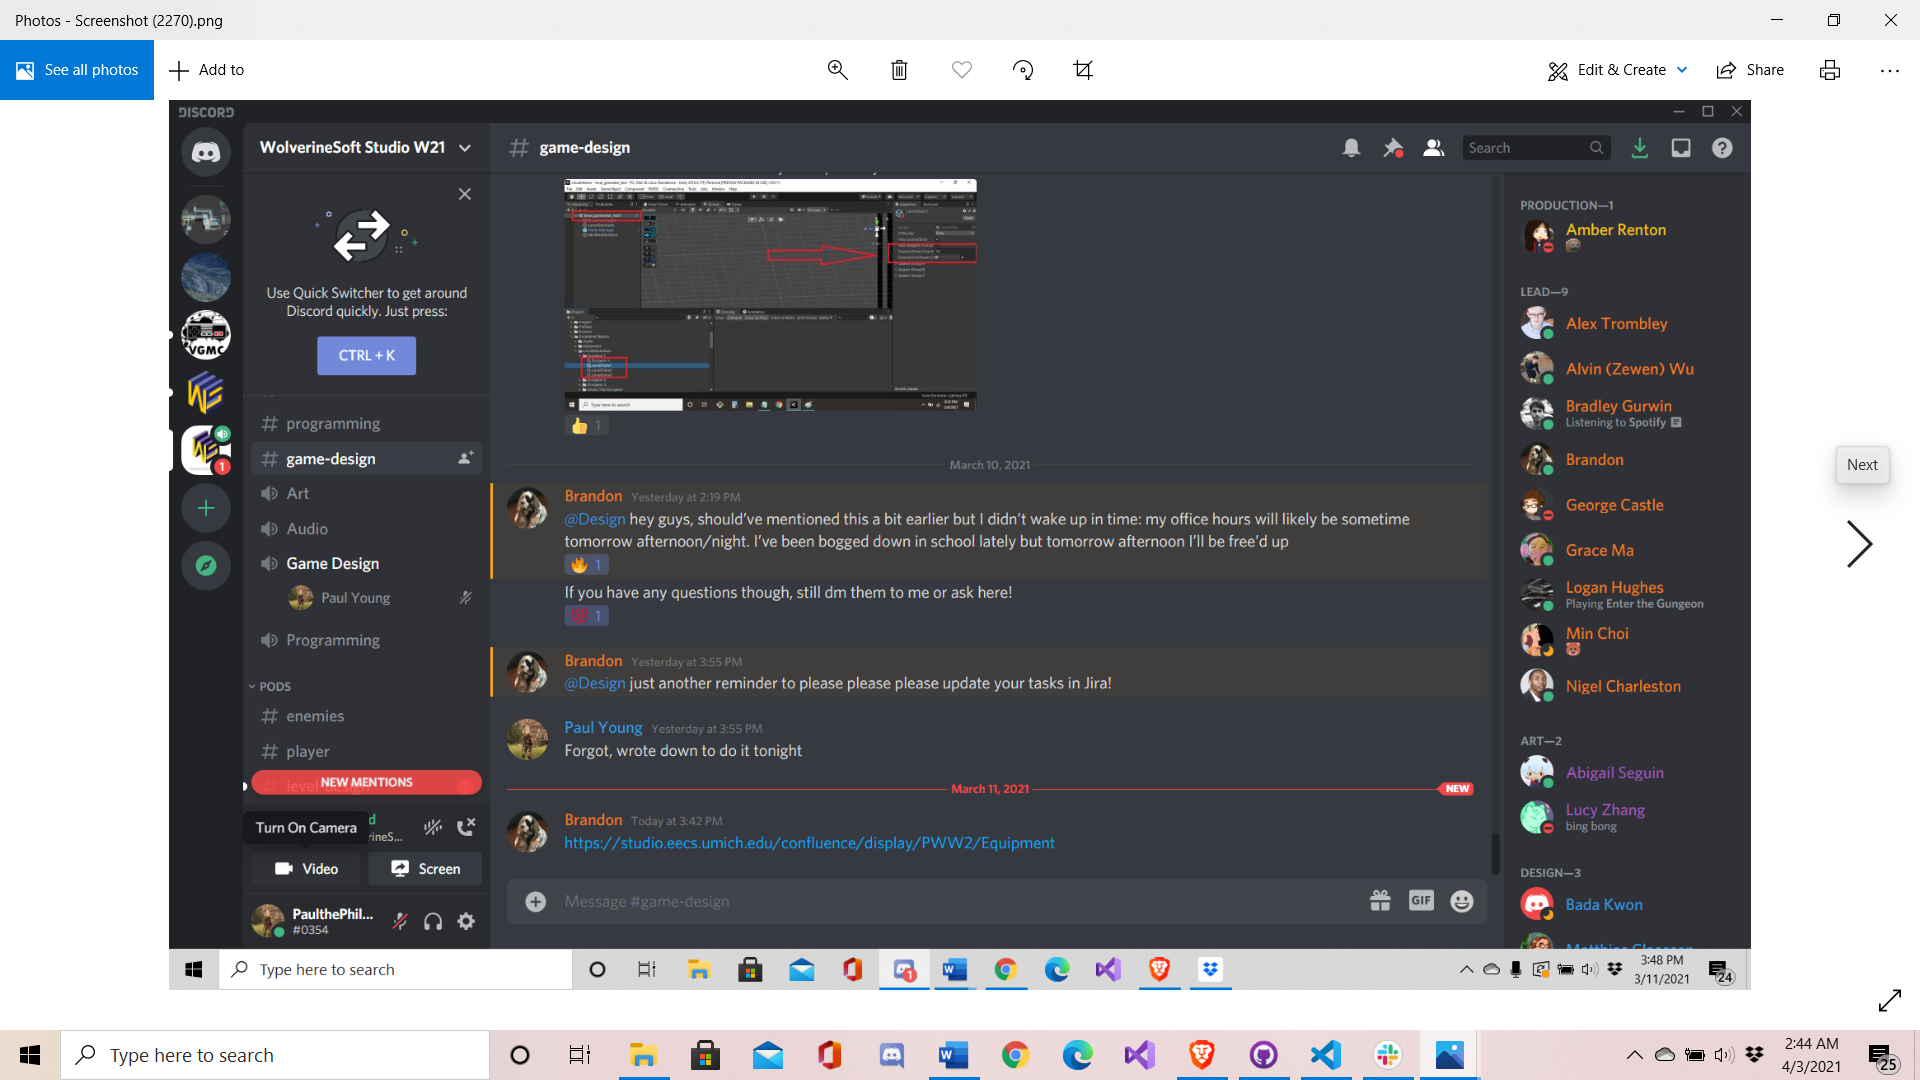 Photos - Screenshot (2270).png
See all photos
Add to
Edit & Create
Share
DISCORD
WolverineSoft Studio W21
game-design
Search
Use Quick Switcher to get around
Discord quickly. Just press:
CTRL + K
programming
game-design
Art
Audio
Game Design
Paul Young
Programming
PODS
enemies
player
NEW MENTIONS
Turn On Camera
Video
Screen
PaulthePhil...
#0354
VGMC
Type here to search
1
March 10, 2021
Brandon Yesterday at 2:19 PM
@Design hey guys, should've mentioned this a bit earlier but I didn't wake up in time: my office hours will likely be sometime
tomorrow afternoon/night. I've been bogged down in school lately but tomorrow afternoon I'll be free'd up
1
If you have any questions though, still dm them to me or ask here!
1
Brandon Yesterday at 3:55 PM
@Design just another reminder to please please please update your tasks in Jira!
Paul Young Yesterday at 3:55 PM
Forgot, wrote down to do it tonight
March 11, 2021 NEW
Brandon Today at 3:42 PM
https://studio.eecs.umich.edu/confluence/display/PWW2/Equipment
Message #game-design
GIF
PRODUCTION—1
Amber Renton
LEAD—9
Alex Trombley
Alvin (Zewen) Wu
Bradley Gurwin
Listening to Spotify
Brandon
George Castle
Grace Ma
Logan Hughes
Playing Enter the Gungeon
Min Choi
Nigel Charleston
ART—2
Abigail Seguin
Lucy Zhang
bing bong
DESIGN—3
Bada Kwon
Next
Type here to search
3:48 PM
3/11/2021
24
Type here to search
2:44 AM
4/3/2021
25